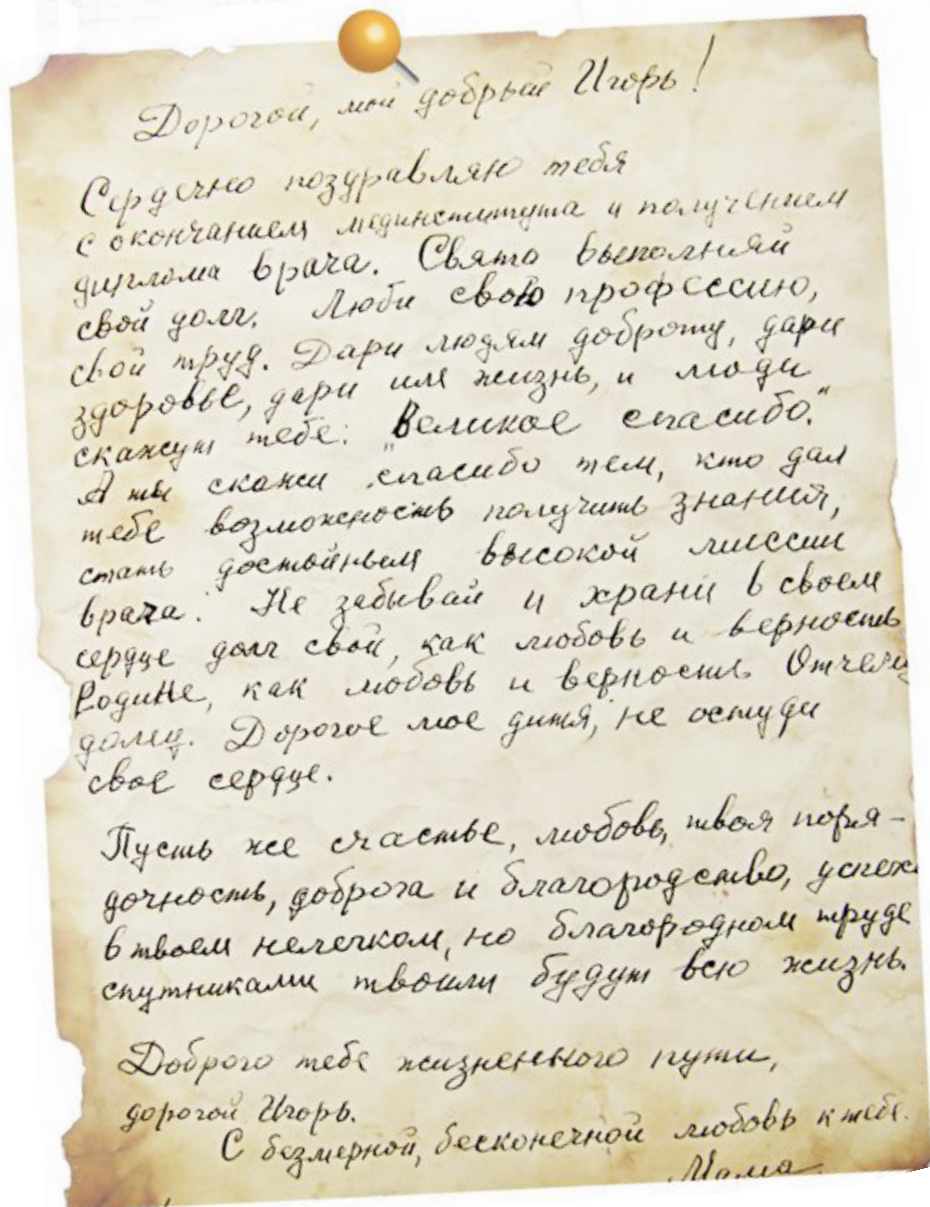 Дорогой, мой добрый Игорь!
Сердечно поздравляю тебя
с окончанием мединститута и получением
диплома врача. Свято выполняй
свой долг. Люби свою профессию,
свой труд. Дари людям доброту, дари
здоровье, дари им жизнь, и люди
скажут тебе: "Великое спасибо."
А ты скажи "спасибо тем, кто дал
тебе возможность получить знания,
стать достойным высокой миссии
врача." Не забывай и храни в своем
сердце долг свой, как любовь и верность
Родине, как любовь и верность Отчему
дому. Дорогое мое дитя, не остуди
свое сердце.
Пусть же счастье, любовь, твоя поря-
дочность, доброта и благородство, успех
в твоем нелегком, но благородном труде
спутниками твоими будут всю жизнь.
Доброго тебе жизненного пути,
дорогой Игорь.
С безмерной, бесконечной любовь к тебе.
Мама